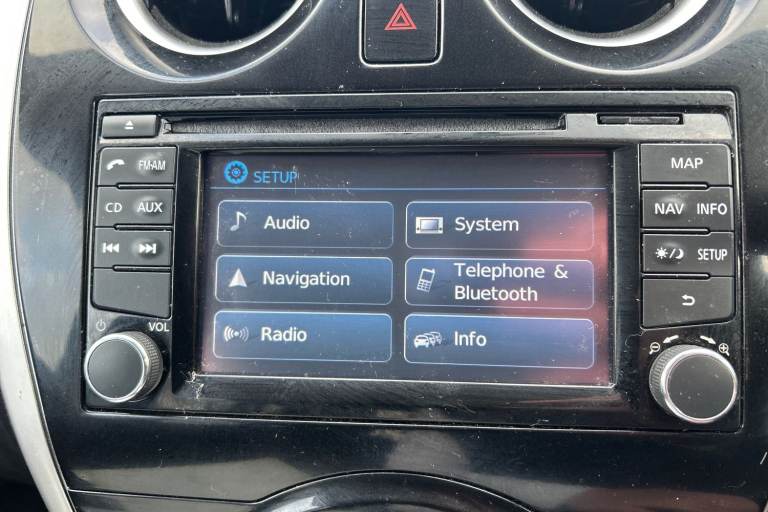 FM·AM
CD AUX
VOL
SETUP
Audio
System
Navigation
Telephone &
Bluetooth
Radio
Info
MAP
NAV INFO
SETUP